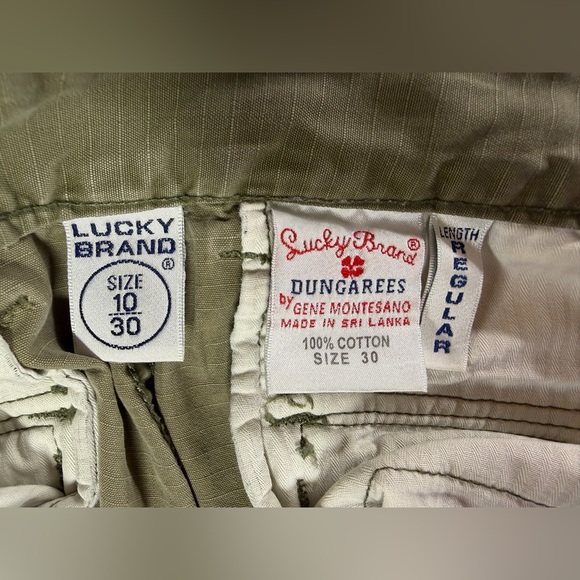 LUCKY
BRAND®
SIZE
10
30
Lucky Brand®
DUNGAREES
by GENE MONTESANO
MADE IN SRI LANKA
100% COTTON
SIZE 30
LENGTH
REGULAR